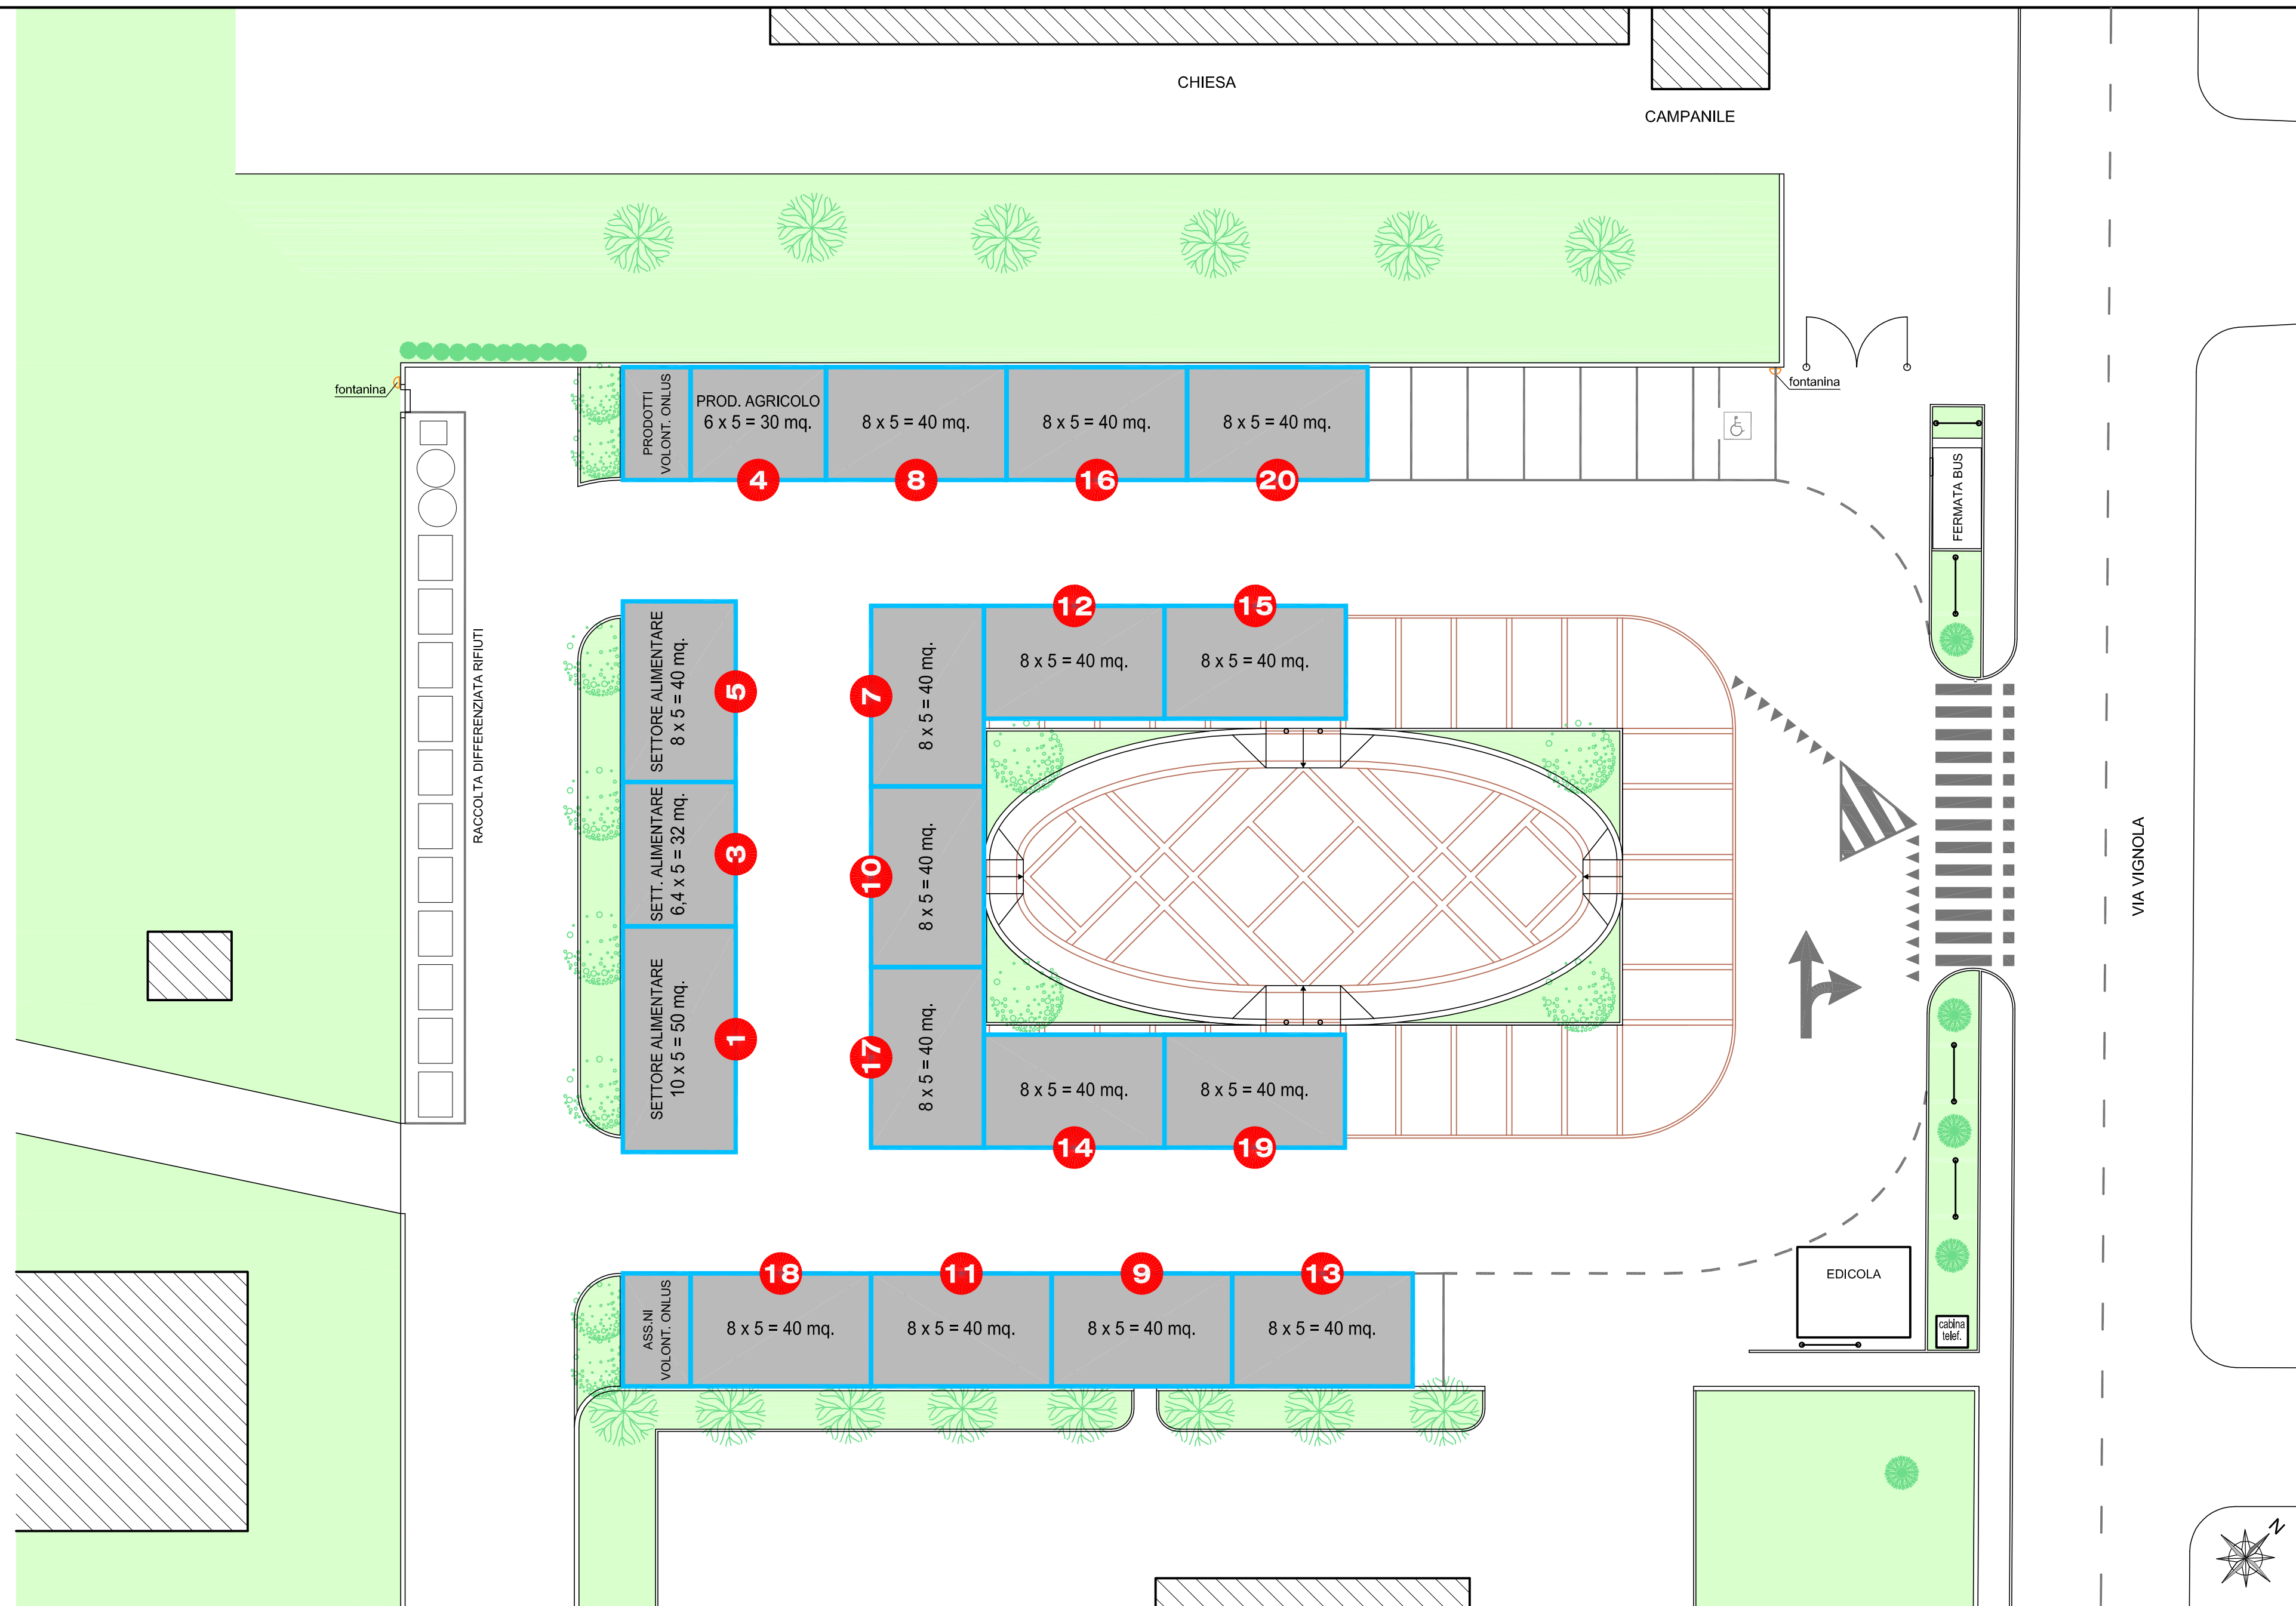 CHIESA
CAMPANILE
fontanina
fontanina
PRODOTTI
VOLONT. ONLUS
PROD. AGRICOLO
6 x 5 = 30 mq.
4
8 x 5 = 40 mq.
8
8 x 5 = 40 mq.
16
8 x 5 = 40 mq.
20
FERMATA BUS
RACCOLTA DIFFERENZIATA RIFIUTI
SETTORE ALIMENTARE
8 x 5 = 40 mq.
5
SETT. ALIMENTARE
6,4 x 5 = 32 mq.
3
SETTORE ALIMENTARE
10 x 5 = 50 mq.
1
7
8 x 5 = 40 mq.
10
8 x 5 = 40 mq.
17
8 x 5 = 40 mq.
12
8 x 5 = 40 mq.
15
8 x 5 = 40 mq.
8 x 5 = 40 mq.
14
8 x 5 = 40 mq.
19
VIA VIGNOLA
ASS.NI
VOLONT. ONLUS
18
8 x 5 = 40 mq.
11
8 x 5 = 40 mq.
9
8 x 5 = 40 mq.
13
8 x 5 = 40 mq.
EDICOLA
cabina
telef.
N